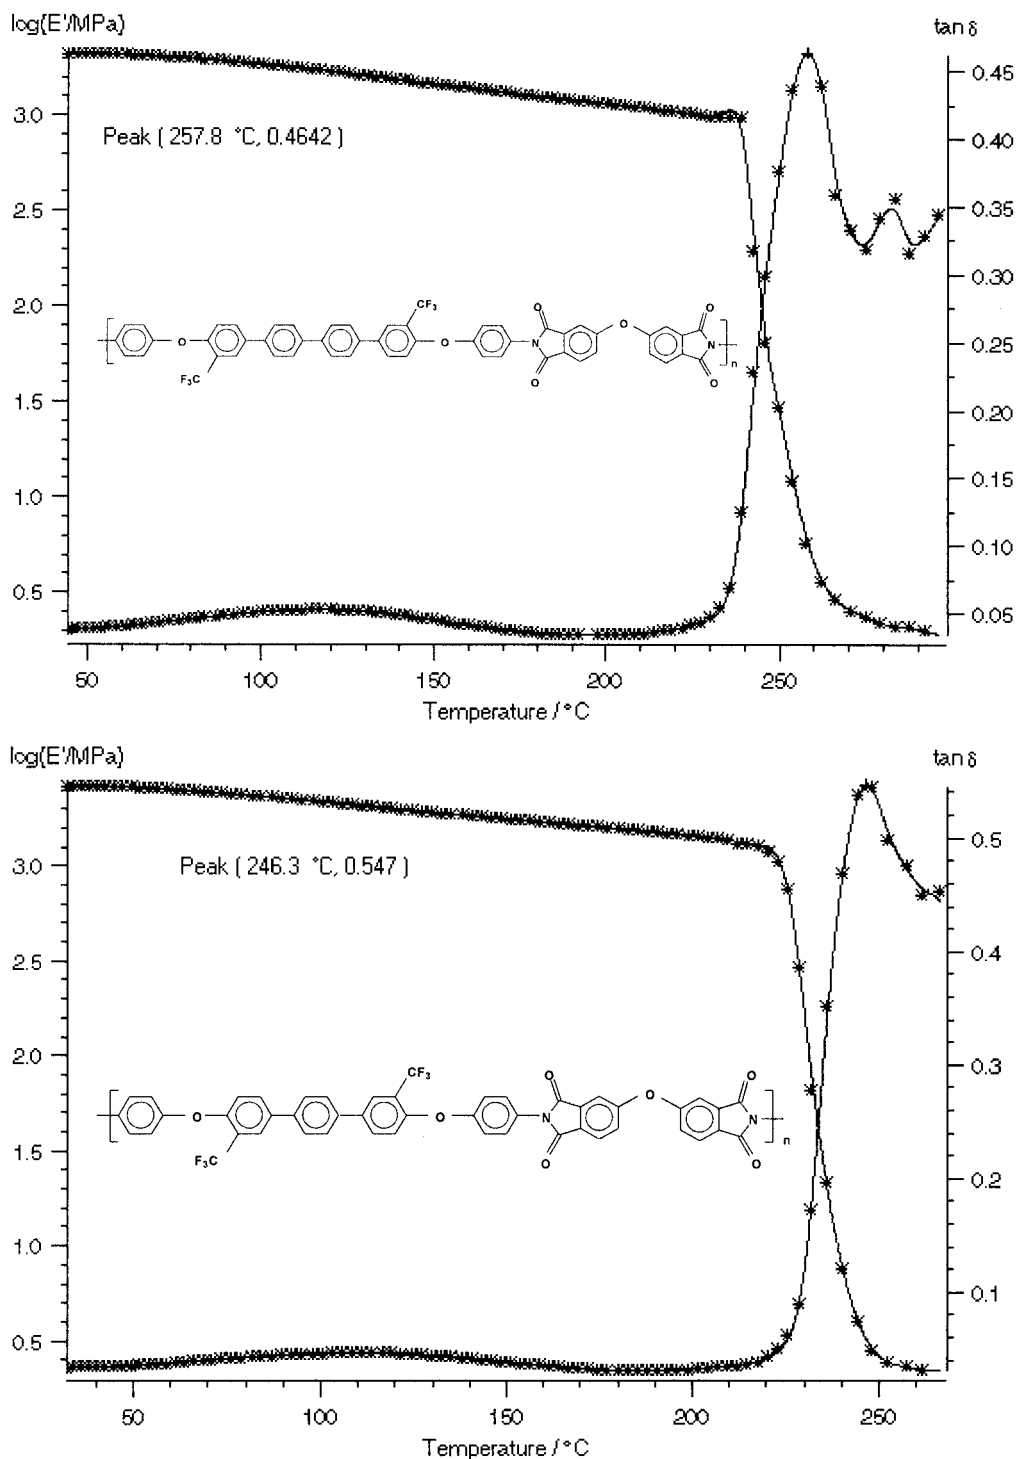 log(E'/MPa) tan δ
Peak ( 257.8 °C, 0.4642 )
3.0
2.5
2.0
1.5
1.0
0.5
0.45
0.40
0.35
0.30
0.25
0.20
0.15
0.10
0.05
CF₃
O O
O O O N N
n
F₃C O O
50 100 150 200 250
Temperature / °C
log(E'/MPa) tan δ
Peak ( 246.3 °C, 0.547 )
3.0
2.5
2.0
1.5
1.0
0.5
0.5
0.4
0.3
0.2
0.1
O O
CF₃ O
O O N N
n
F₃C O O
50 100 150 200 250
Temperature / °C